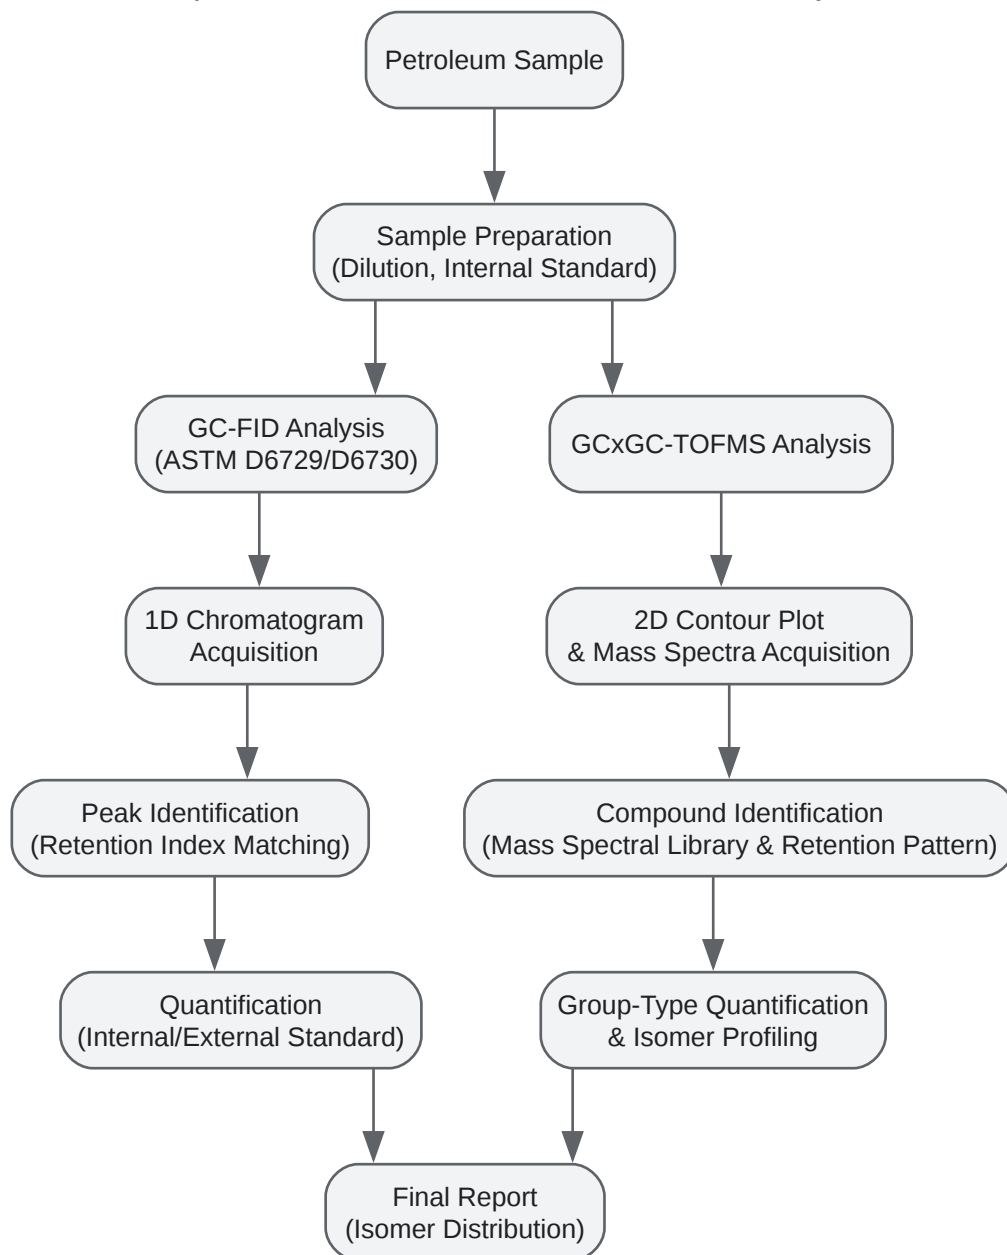 Petroleum Sample
Sample Preparation
(Dilution, Internal Standard)
GC-FID Analysis
(ASTM D6729/D6730)
GCxGC-TOFMS Analysis
1D Chromatogram
Acquisition
2D Contour Plot
& Mass Spectra Acquisition
Peak Identification
(Retention Index Matching)
Compound Identification
(Mass Spectral Library & Retention Pattern)
Quantification
(Internal/External Standard)
Group-Type Quantification
& Isomer Profiling
Final Report
(Isomer Distribution)